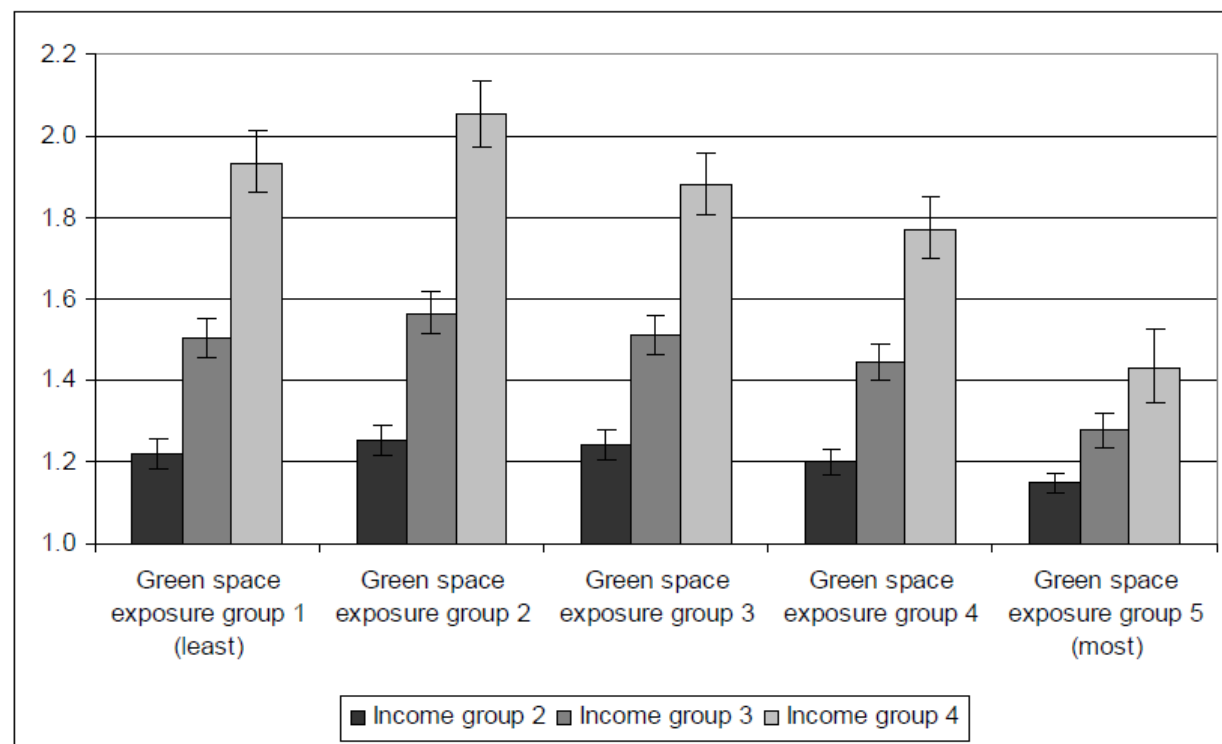 2.2
2.0
1.8
1.6
1.4
1.2
1.0
Green space
exposure group 1
(least)
Green space
exposure group 2
Green space
exposure group 3
Green space
exposure group 4
Green space
exposure group 5
(most)
Income group 2 Income group 3 Income group 4